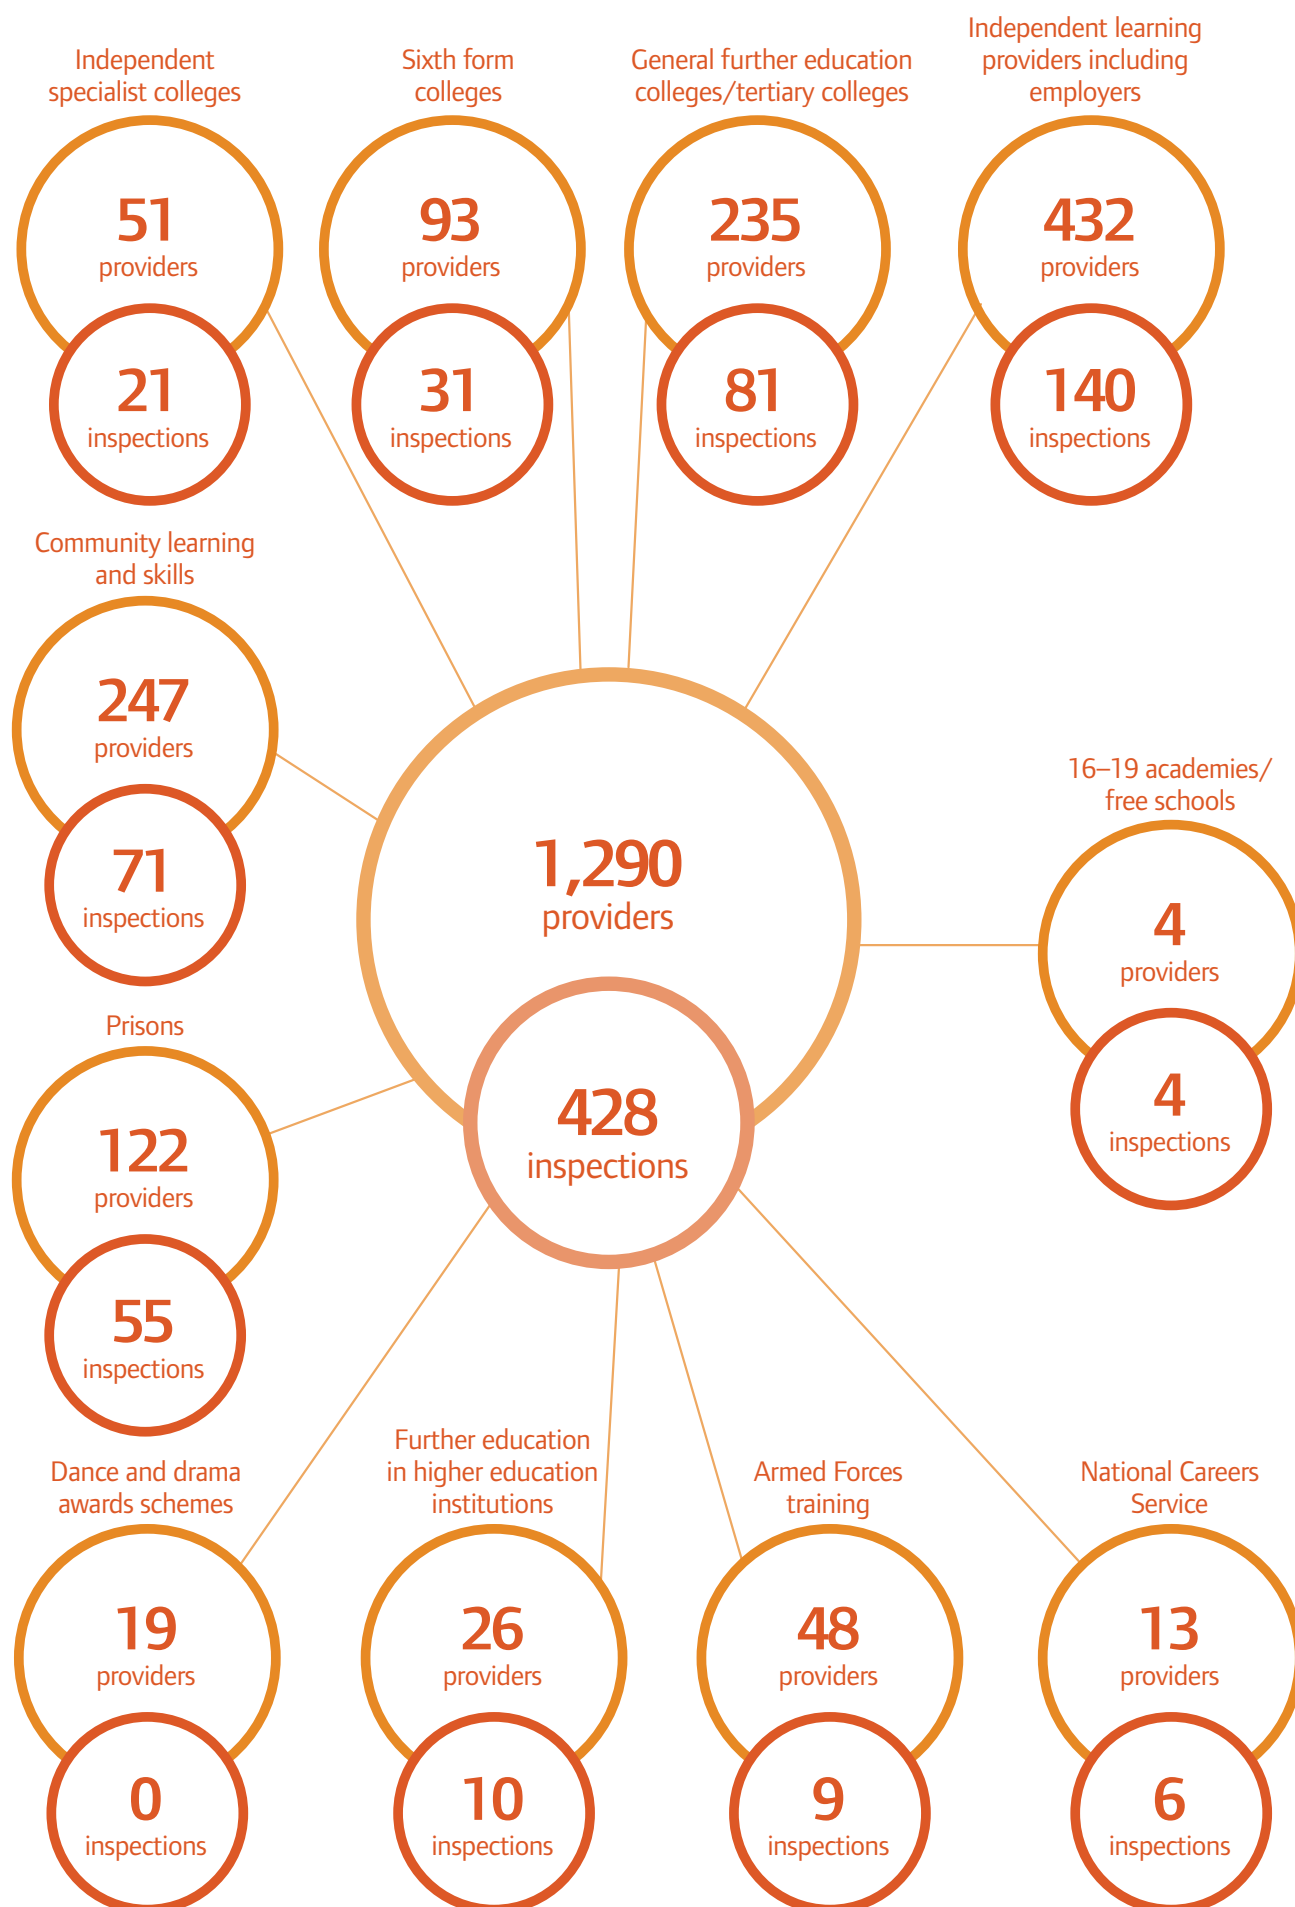 Independent
specialist colleges
51
providers
21
inspections
Sixth form
colleges
93
providers
31
inspections
General further education
colleges/tertiary colleges
235
providers
81
inspections
Independent learning
providers including
employers
432
providers
140
inspections
Community learning
and skills
247
providers
71
inspections
1,290
providers
428
inspections
16–19 academies/
free schools
4
providers
4
inspections
Prisons
122
providers
55
inspections
Dance and drama
awards schemes
19
providers
0
inspections
Further education
in higher education
institutions
26
providers
10
inspections
Armed Forces
training
48
providers
9
inspections
National Careers
Service
13
providers
6
inspections